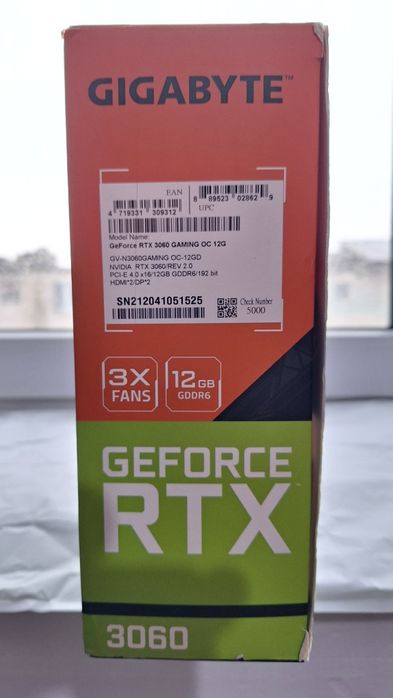 GIGABYTE™
EAN
4 719331 309312
8 89523 02862 9
UPC
Model Name:
GeForce RTX 3060 GAMING OC 12G
GV-N3060GAMING OC-12GD
NVIDIA RTX 3060/REV 2.0
PCI-E 4.0 x16/12GB GDDR6/192 bit
HDMI*2/DP*2
SN212041051525
Check Number
5000
3X
FANS
12GB
GDDR6
GEFORCE
RTX
3060